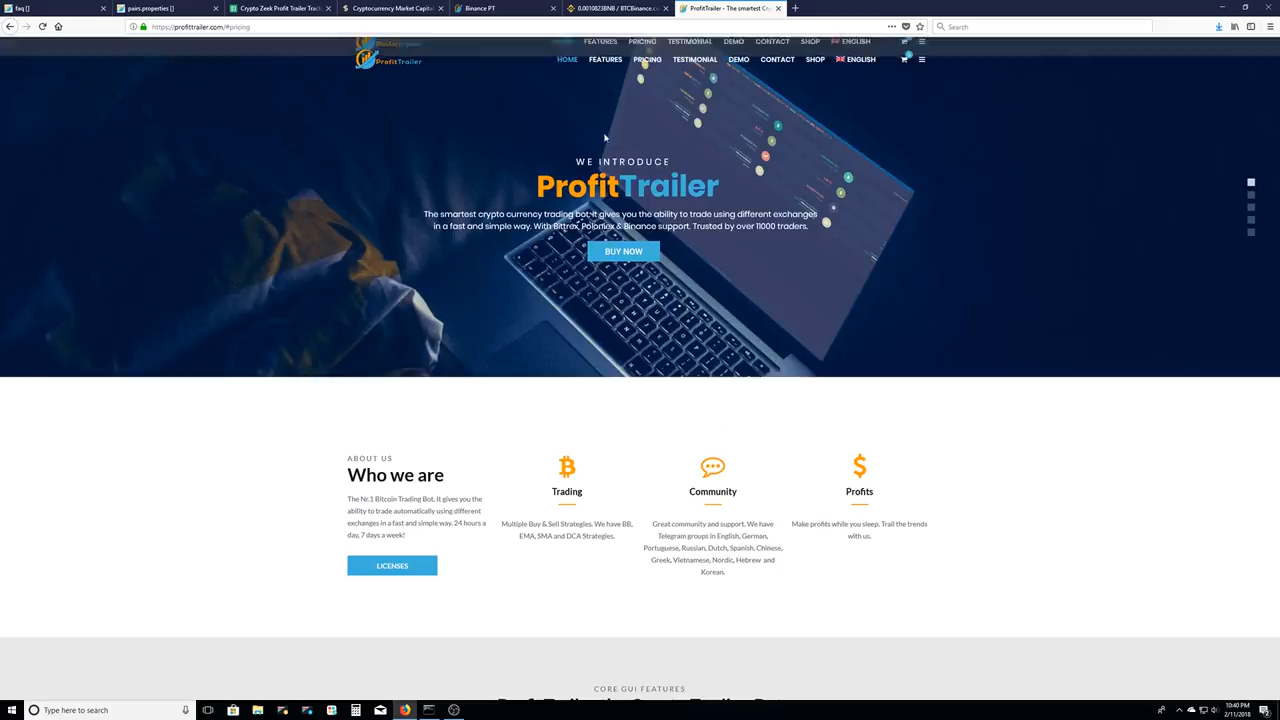 faq []
pairs.properties []
Crypto Zeek Profit Trailer Track
Cryptocurrency Market Capital
Binance PT
0.0010823BNB / BTCBinance.c
ProfitTrailer - The smartest Cr
https://profittrailer.com/#pricing
Search
FEATURES PRICING TESTIMONIAL DEMO CONTACT SHOP ENGLISH
ProfitTrailer
HOME FEATURES PRICING TESTIMONIAL DEMO CONTACT SHOP ENGLISH
WE INTRODUCE
ProfitTrailer
The smartest crypto currency trading bot. It gives you the ability to trade using different exchanges
in a fast and simple way. With Bittrex, Poloniex & Binance support. Trusted by over 11000 traders.
BUY NOW
ABOUT US
Who we are
The Nr.1 Bitcoin Trading Bot. It gives you the
ability to trade automatically using different
exchanges in a fast and simple way. 24 hours a
day, 7 days a week!
LICENSES
Trading
Multiple Buy & Sell Strategies. We have BB,
EMA, SMA and DCA Strategies.
Community
Great community and support. We have
Telegram groups in English, German,
Portuguese, Russian, Dutch, Spanish, Chinese,
Greek, Vietnamese, Nordic, Hebrew and
Korean.
Profits
Make profits while you sleep. Trail the trends
with us.
CORE GUI FEATURES
Type here to search
10:40 PM
2/11/2018